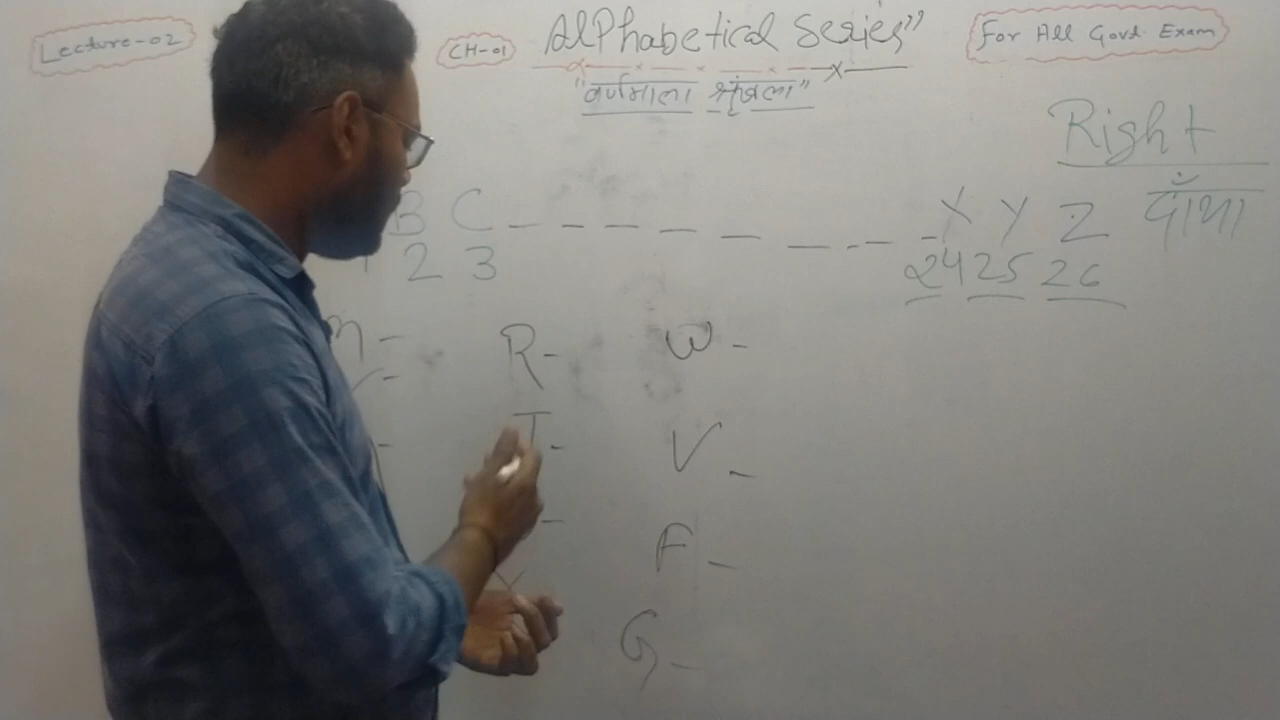 Lecture-02
CH-01
Alphabetical Series”
For All Govt. Exam
“वर्णमाला श्रृंखला”
Right
दाँया
B C - - - - - - - - X Y Z
2 3 24 25 26
M - R - W -
T - V -
F -
G -